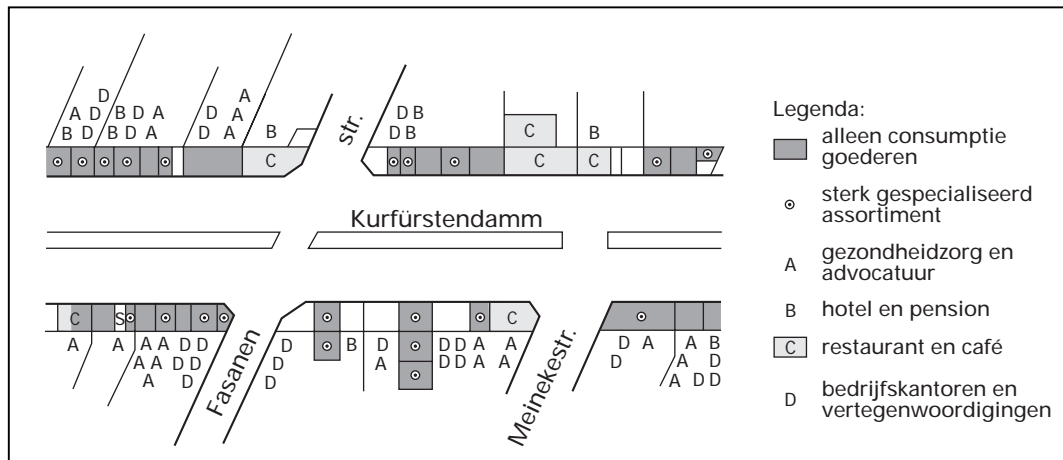 D A
A D B D A D A D B
B D B D A D A B D B C B
C C C
str.
Kurfürstendamm
C S C
A A A D D D B D D D A A D A A B
A A D D D A D D A D D
A D D A D D
Fasanen
Meinekestr.
Legenda:
alleen consumptie
goederen
sterk gespecialiseerd
assortiment
A gezondheidzorg en
advocatuur
B hotel en pension
C restaurant en café
D bedrijfskantoren en
vertegenwoordigingen